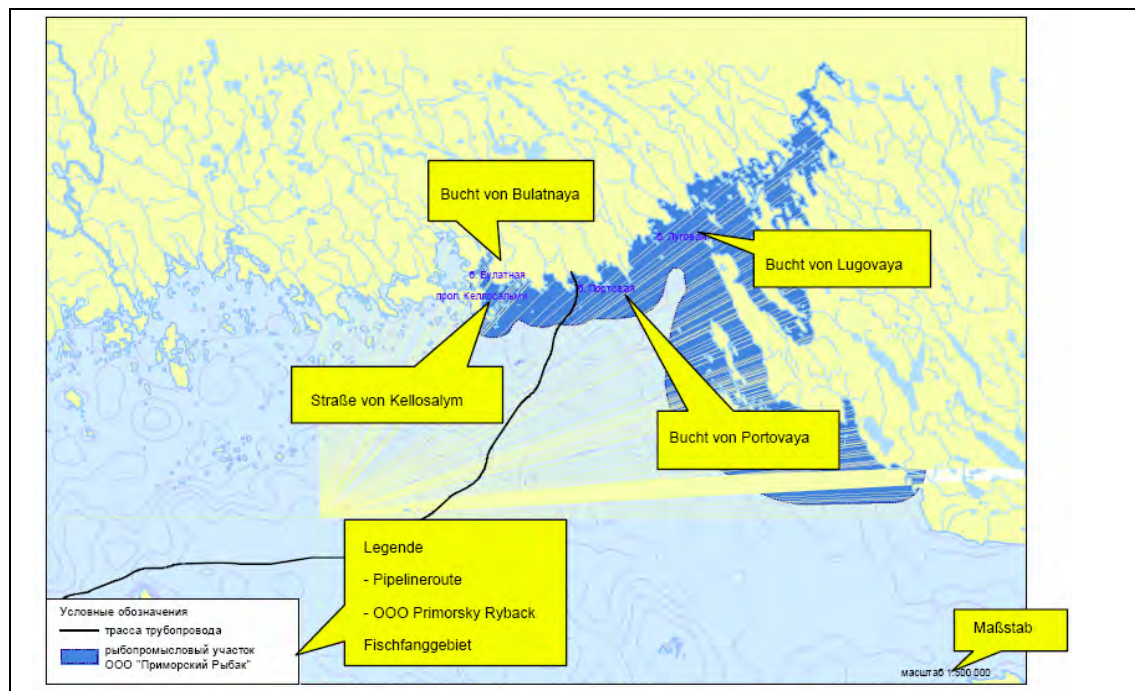 Bucht von Bulatnaya
б. Луговая
Bucht von Lugovaya
б. Булатная
прол. Келлосальми
б. Портовая
Straße von Kellosalym
Bucht von Portovaya
Legende
- Pipelineroute
- OOO Primorsky Ryback
Fischfanggebiet
Условные обозначения
трасса трубопровода
рыбопромысловый участок
ООО "Приморский Рыбак"
Maßstab
масштаб 1:500 000